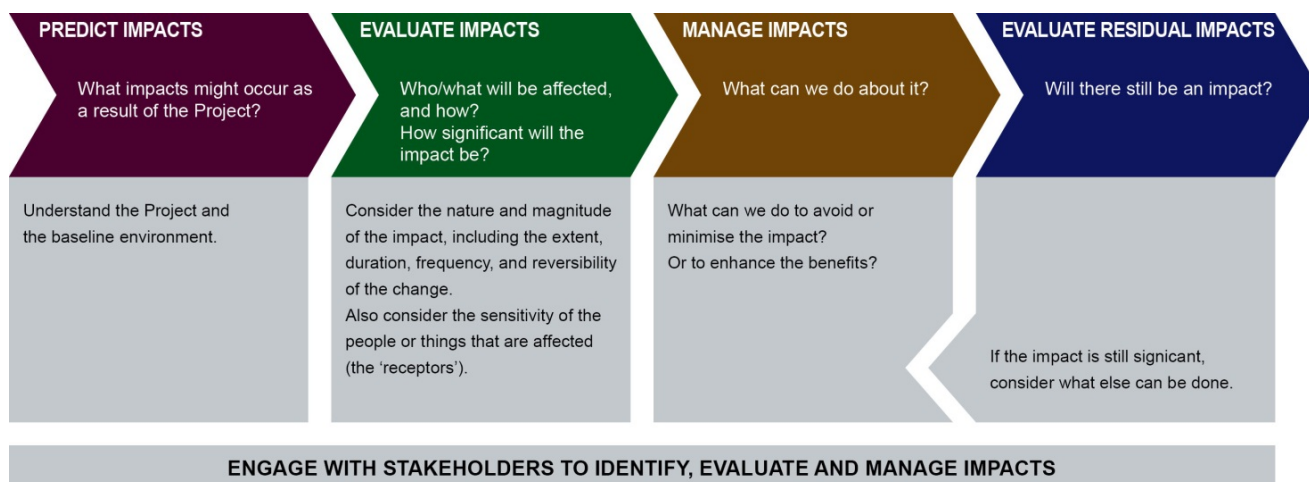 PREDICT IMPACTS
What impacts might occur as
a result of the Project?
Understand the Project and
the baseline environment.
EVALUATE IMPACTS
Who/what will be affected,
and how?
How significant will the
impact be?
Consider the nature and magnitude
of the impact, including the extent,
duration, frequency, and reversibility
of the change.
Also consider the sensitivity of the
people or things that are affected
(the ‘receptors’).
MANAGE IMPACTS
What can we do about it?
What can we do to avoid or
minimise the impact?
Or to enhance the benefits?
EVALUATE RESIDUAL IMPACTS
Will there still be an impact?
If the impact is still signicant,
consider what else can be done.
ENGAGE WITH STAKEHOLDERS TO IDENTIFY, EVALUATE AND MANAGE IMPACTS